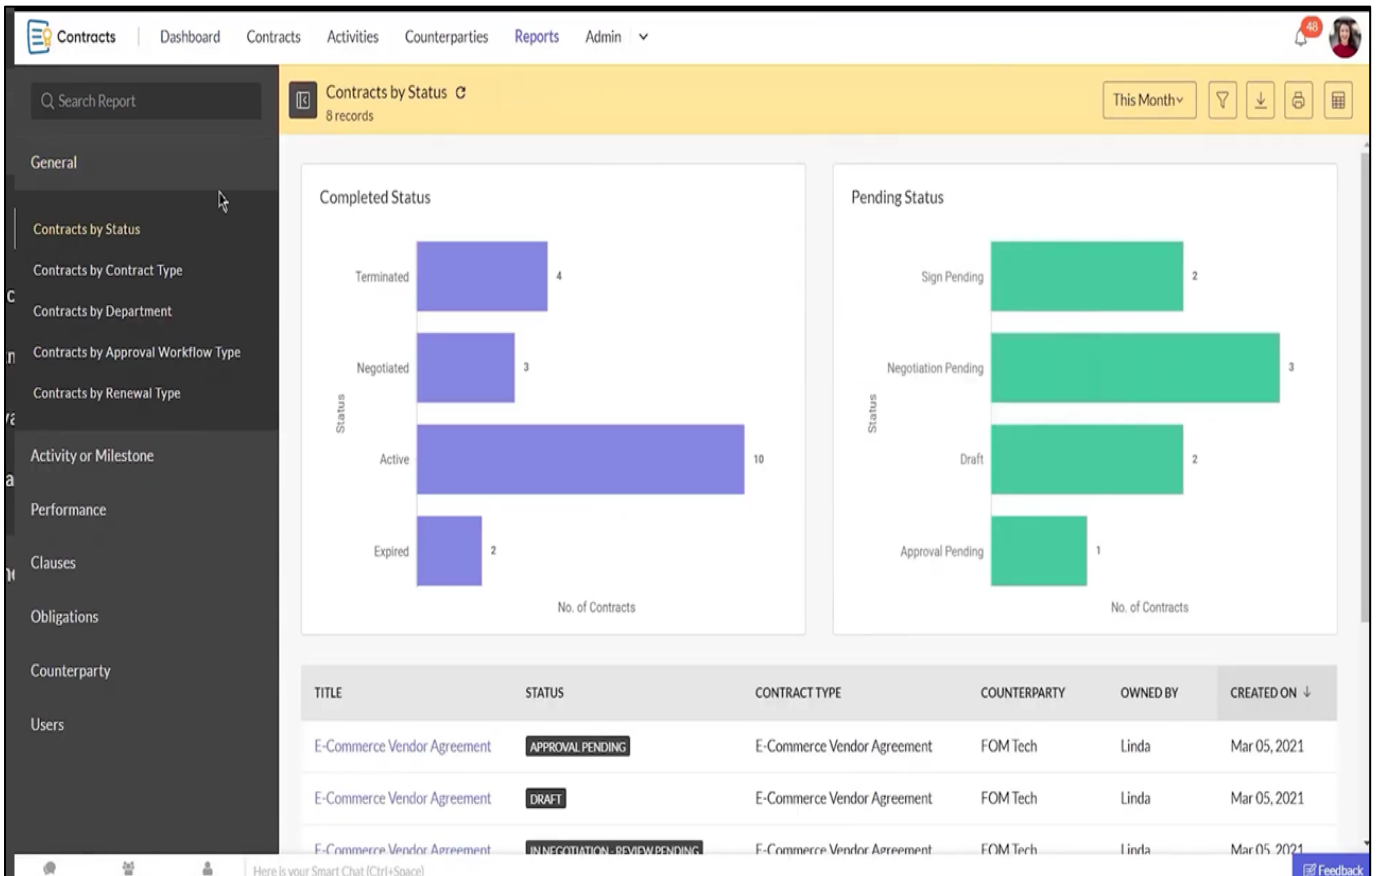 Contracts
Dashboard Contracts Activities Counterparties Reports Admin
48
Search Report
General
Contracts by Status
Contracts by Contract Type
Contracts by Department
Contracts by Approval Workflow Type
Contracts by Renewal Type
Activity or Milestone
Performance
Clauses
Obligations
Counterparty
Users
Contracts by Status
8 records
This Month
Completed Status
Status
Terminated 4
Negotiated 3
Active 10
Expired 2
No. of Contracts
Pending Status
Status
Sign Pending 2
Negotiation Pending 3
Draft 2
Approval Pending 1
No. of Contracts
TITLE STATUS CONTRACT TYPE COUNTERPARTY OWNED BY CREATED ON
E-Commerce Vendor Agreement APPROVAL PENDING E-Commerce Vendor Agreement FOM Tech Linda Mar 05, 2021
E-Commerce Vendor Agreement DRAFT E-Commerce Vendor Agreement FOM Tech Linda Mar 05, 2021
E-Commerce Vendor Agreement IN NEGOTIATION - REVIEW PENDING E-Commerce Vendor Agreement FOM Tech Linda Mar 05, 2021
Here is your Smart Chat (Ctrl+Space)
Feedback